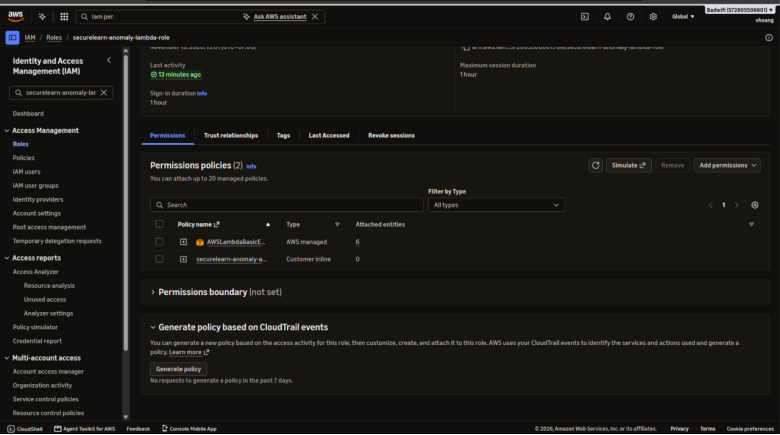 aws
Iam per
Ask AWS assistant
Global
Badwifi (572805506601)
vhoang
IAM
Roles
securelearn-anomaly-lambda-role
Identity and Access
Management (IAM)
securelearn-anomaly-lar
Dashboard
Access Management
Roles
Policies
IAM users
IAM user groups
Identity providers
Account settings
Root access management
Temporary delegation requests
Access reports
Access Analyzer
Resource analysis
Unused access
Analyzer settings
Policy simulator
Credential report
Multi-account access
Account access manager
Organization activity
Service control policies
Resource control policies
Last activity
13 minutes ago
Sign-in duration Info
1 hour
Maximum session duration
1 hour
Permissions
Trust relationships
Tags
Last Accessed
Revoke sessions
Permissions policies (2) Info
You can attach up to 20 managed policies.
Simulate
Remove
Add permissions
Filter by Type
Search
All types
1
Policy name
Type
Attached entities
AWSLambdaBasicE...
AWS managed
6
securelearn-anomaly-a...
Customer inline
0
Permissions boundary (not set)
Generate policy based on CloudTrail events
You can generate a new policy based on the access activity for this role, then customize, create, and attach it to this role. AWS uses your CloudTrail events to identify the services and actions used and generate a
policy. Learn more
Generate policy
No requests to generate a policy in the past 7 days.
CloudShell
Agent Toolkit for AWS
Feedback
Console Mobile App
© 2026, Amazon Web Services, Inc. or its affiliates.
Privacy
Terms
Cookie preferences